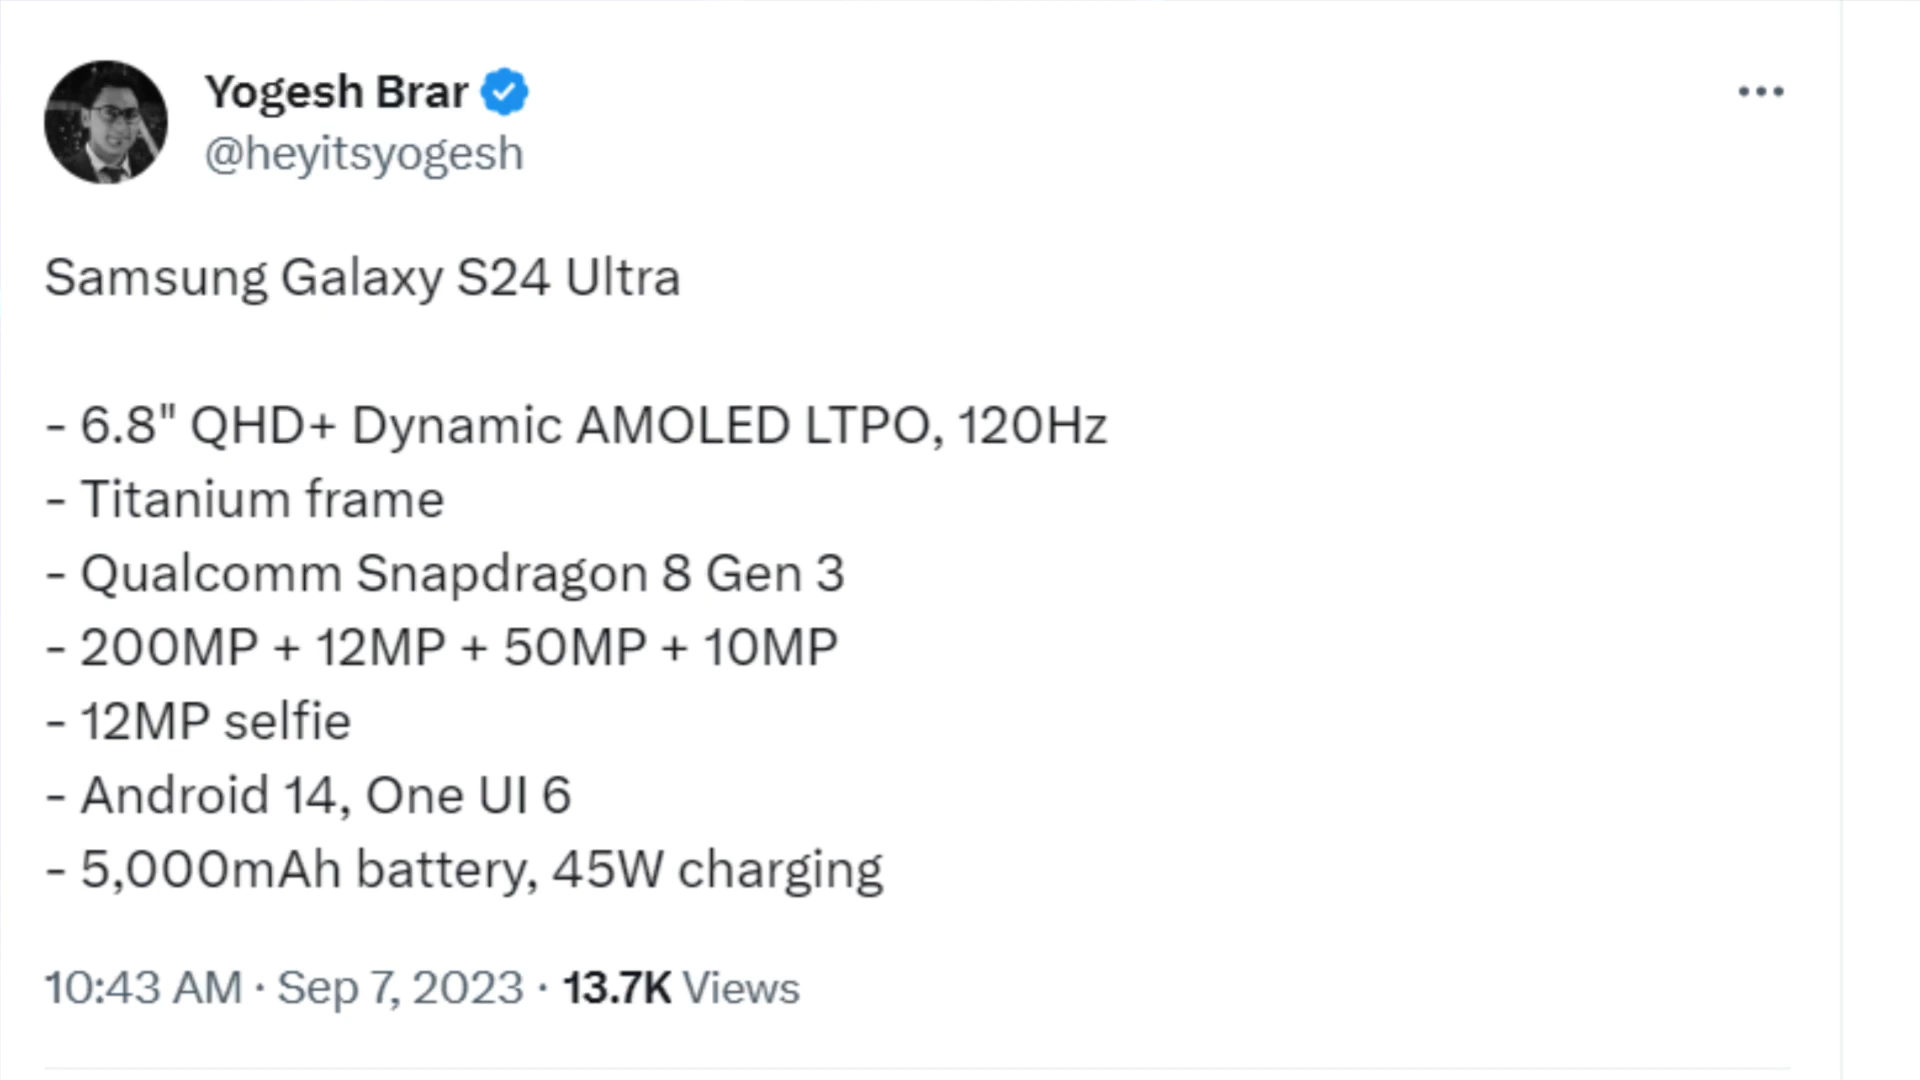 Yogesh Brar
@heyitsyogesh
Samsung Galaxy S24 Ultra
- 6.8" QHD+ Dynamic AMOLED LTPO, 120Hz
- Titanium frame
- Qualcomm Snapdragon 8 Gen 3
- 200MP + 12MP + 50MP + 10MP
- 12MP selfie
- Android 14, One UI 6
- 5,000mAh battery, 45W charging
10:43 AM · Sep 7, 2023 · 13.7K Views